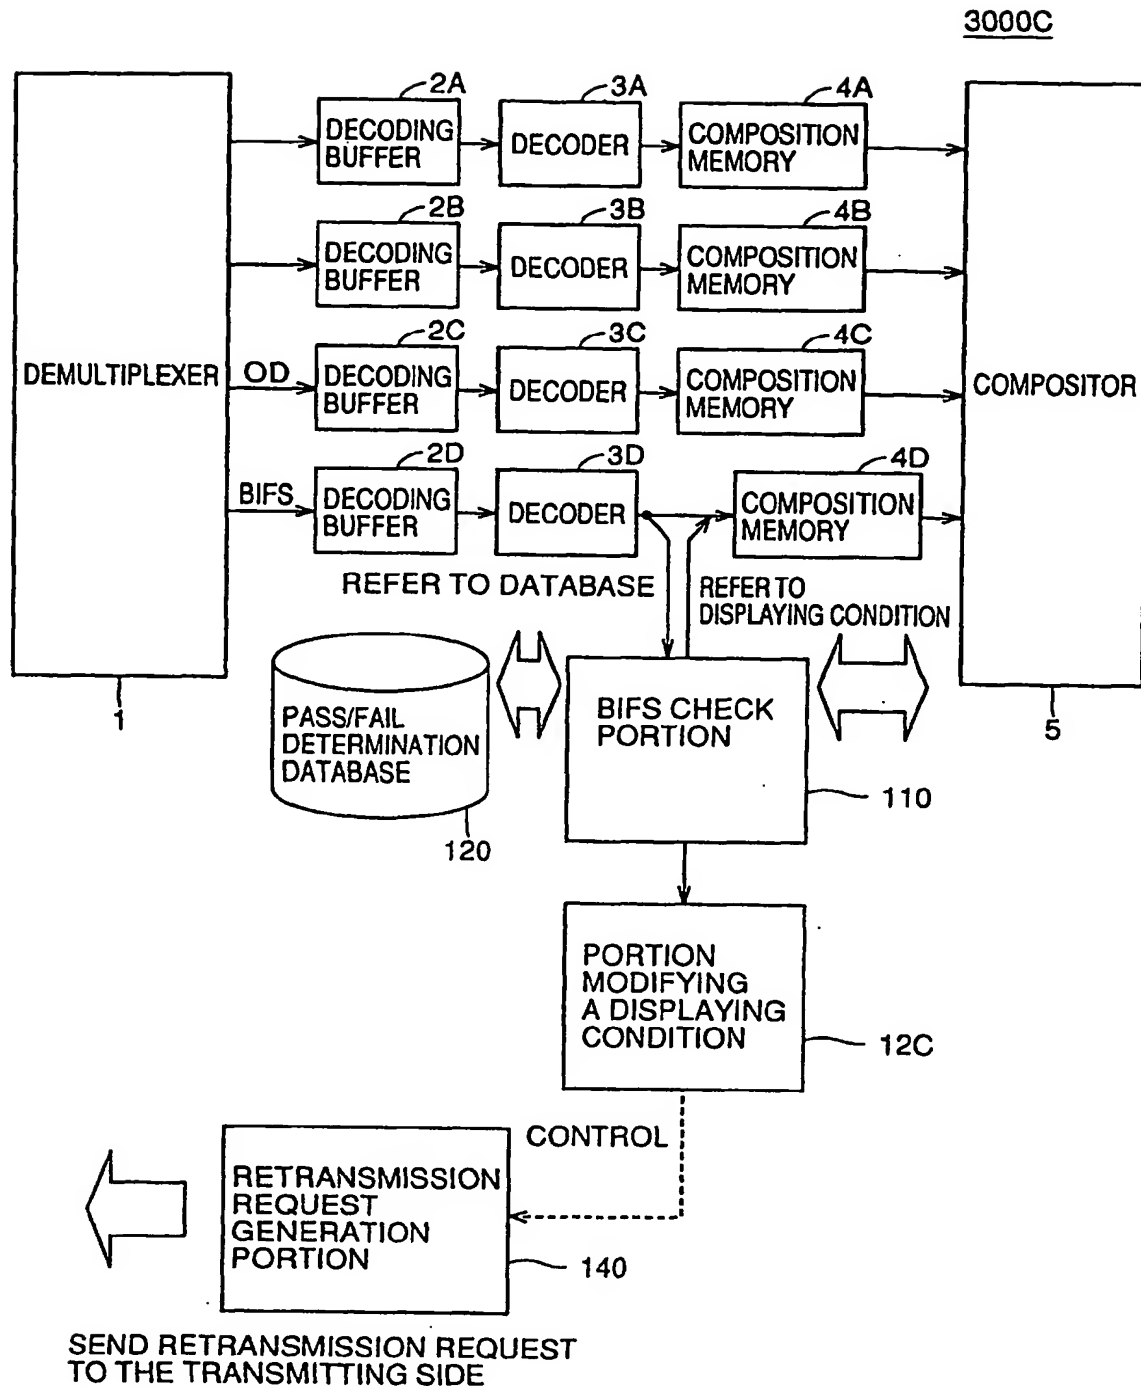 3000C
2A
3A
4A
DECODING
BUFFER
DECODER
COMPOSITION
MEMORY
2B
3B
4B
DECODING
BUFFER
DECODER
COMPOSITION
MEMORY
2C
3C
4C
DEMULTIPLEXER
OD
DECODING
BUFFER
DECODER
COMPOSITION
MEMORY
COMPOSITOR
2D
3D
4D
BIFS
DECODING
BUFFER
DECODER
COMPOSITION
MEMORY
REFER TO DATABASE
REFER TO
DISPLAYING CONDITION
1
5
PASS/FAIL
DETERMINATION
DATABASE
120
BIFS CHECK
PORTION
110
PORTION
MODIFYING
A DISPLAYING
CONDITION
12C
CONTROL
RETRANSMISSION
REQUEST
GENERATION
PORTION
140
SEND RETRANSMISSION REQUEST
TO THE TRANSMITTING SIDE